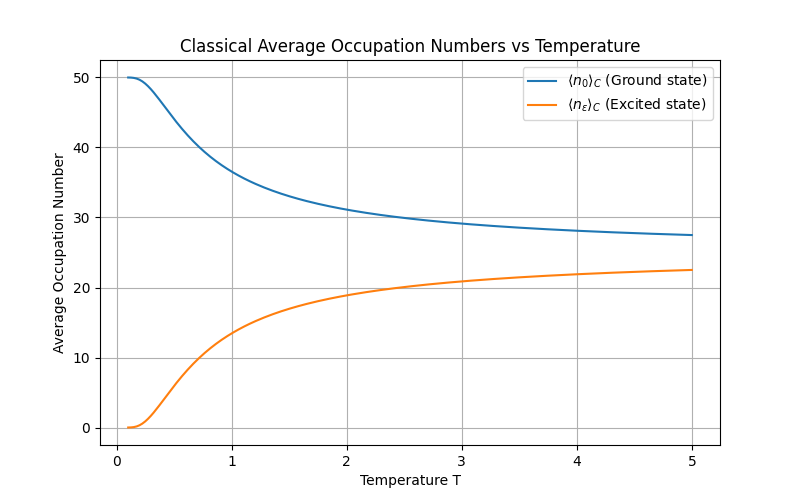 Classical Average Occupation Numbers vs Temperature
⟨n₀⟩_C (Ground state)
⟨n_ε⟩_C (Excited state)
Average Occupation Number
50
40
30
20
10
0
0 1 2 3 4 5
Temperature T